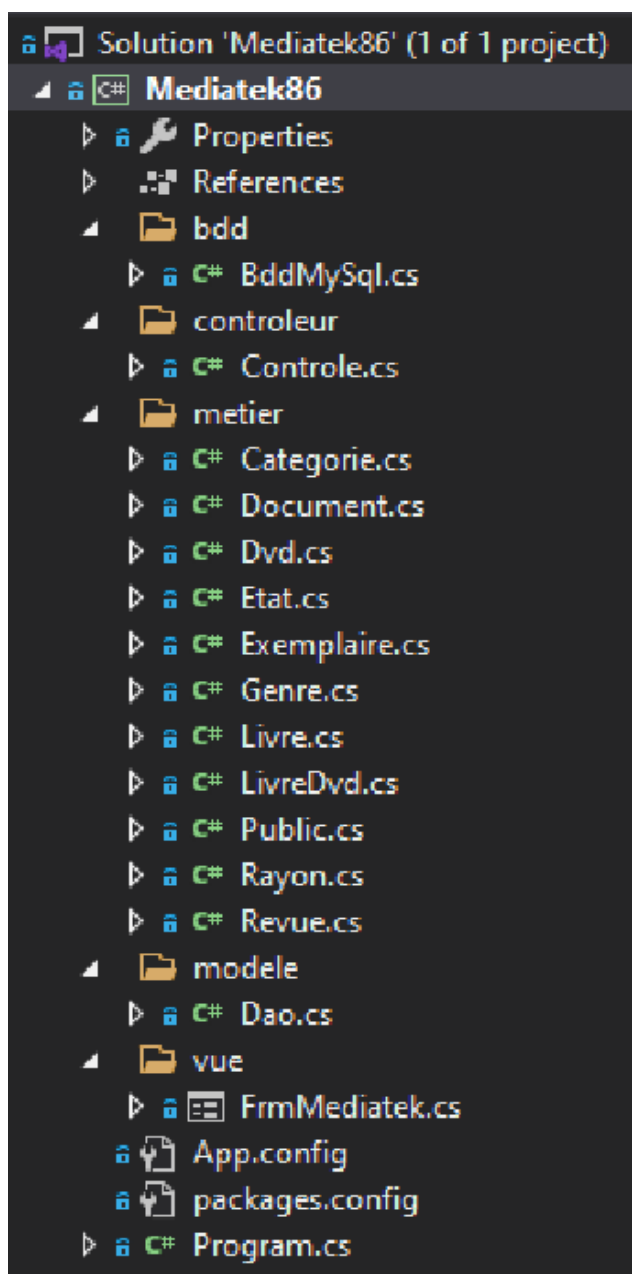 Solution 'Mediatek86' (1 of 1 project)
C# Mediatek86
Properties
References
bdd
C# BddMySql.cs
controleur
C# Controle.cs
metier
C# Categorie.cs
C# Document.cs
C# Dvd.cs
C# Etat.cs
C# Exemplaire.cs
C# Genre.cs
C# Livre.cs
C# LivreDvd.cs
C# Public.cs
C# Rayon.cs
C# Revue.cs
modele
C# Dao.cs
vue
FrmMediatek.cs
App.config
packages.config
C# Program.cs